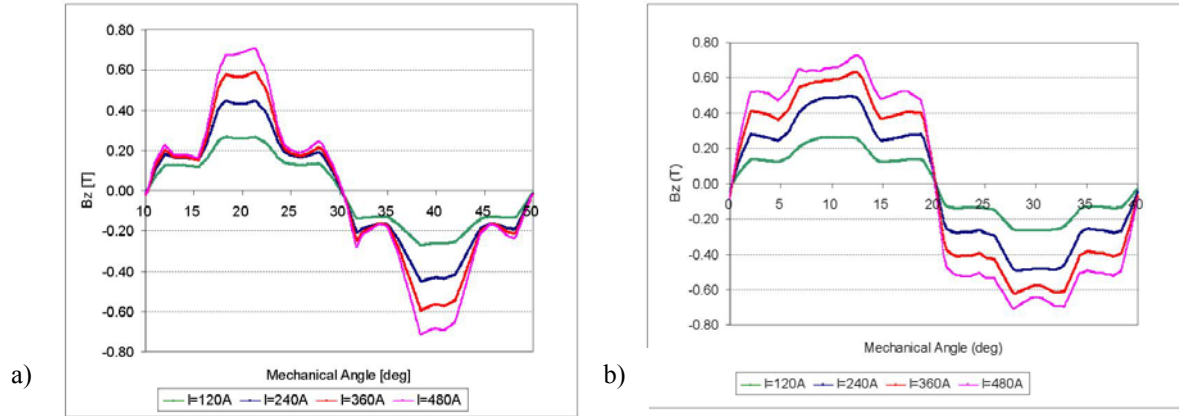 0.80
0.60
0.40
0.20
0.00
-0.20
-0.40
-0.60
-0.80
Bz [T]
10 15 20 25 30 35 40 45 50
Mechanical Angle [deg]
I=120A I=240A I=360A I=480A
a)
0.80
0.60
0.40
0.20
0.00
-0.20
-0.40
-0.60
-0.80
Bz (T)
0 5 10 15 20 25 30 35 40
Mechanical Angle (deg)
I=120A I=240A I=360A I=480A
b)